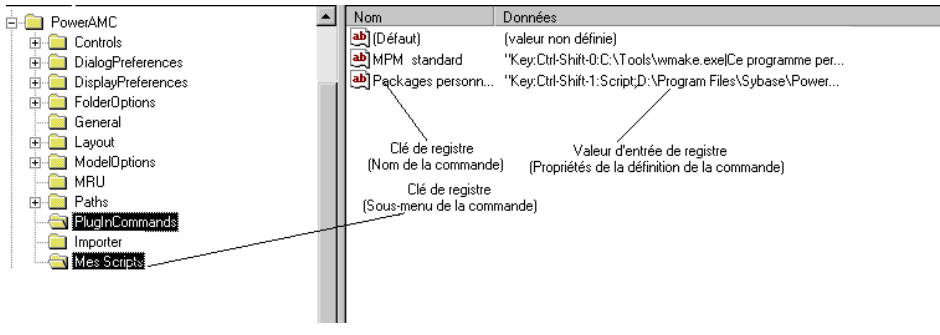 PowerAMC
Controls
DialogPreferences
DisplayPreferences
FolderOptions
General
Layout
ModelOptions
MRU
Paths
PlugInCommands
Importer
Mes Scripts
Nom Données
(Défaut) (valeur non définie)
MPM standard "Key:Ctrl-Shift-0:C:\Tools\wmake.exe|Ce programme per...
Packages personn... "Key:Ctrl-Shift-1:Script;D:\Program Files\Sybase\Power...
Clé de registre
(Nom de la commande)
Valeur d'entrée de registre
(Propriétés de la définition de la commande)
Clé de registre
(Sous-menu de la commande)